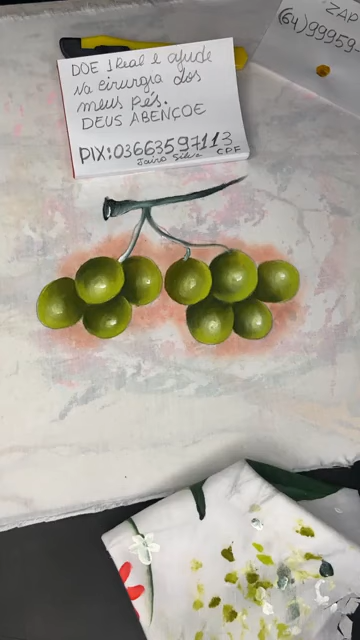 DOE 1 Real e ajude
na cirurgia dos
meus pés.
DEUS ABENÇOE
PIX:03663597113
Jairo Silva CPF
ZAP
(64)99959